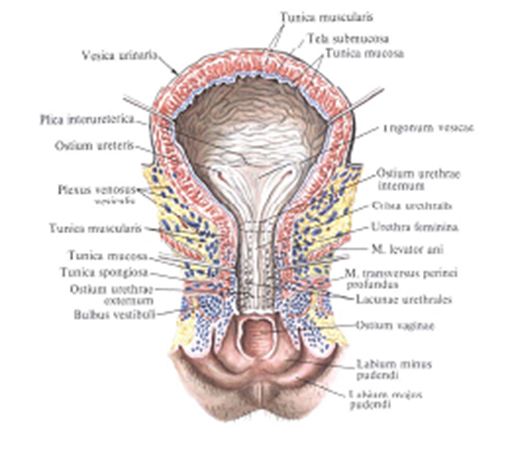 Tunica muscularis
Tela submucosa
Tunica mucosa
Vesica urinaria
Plica interureterica
Trigonum vesicae
Ostium ureteris
Ostium urethrae
internum
Plexus venosus
vesicalis
Crista urethralis
Tunica muscularis
Urethra feminina
M. levator ani
Tunica mucosa
Tunica spongiosa
M. transversus perinei
profundus
Ostium urethrae
externum
Lacunae urethrales
Bulbus vestibuli
Ostium vaginae
Labium minus
pudendi
Labium majus
pudendi